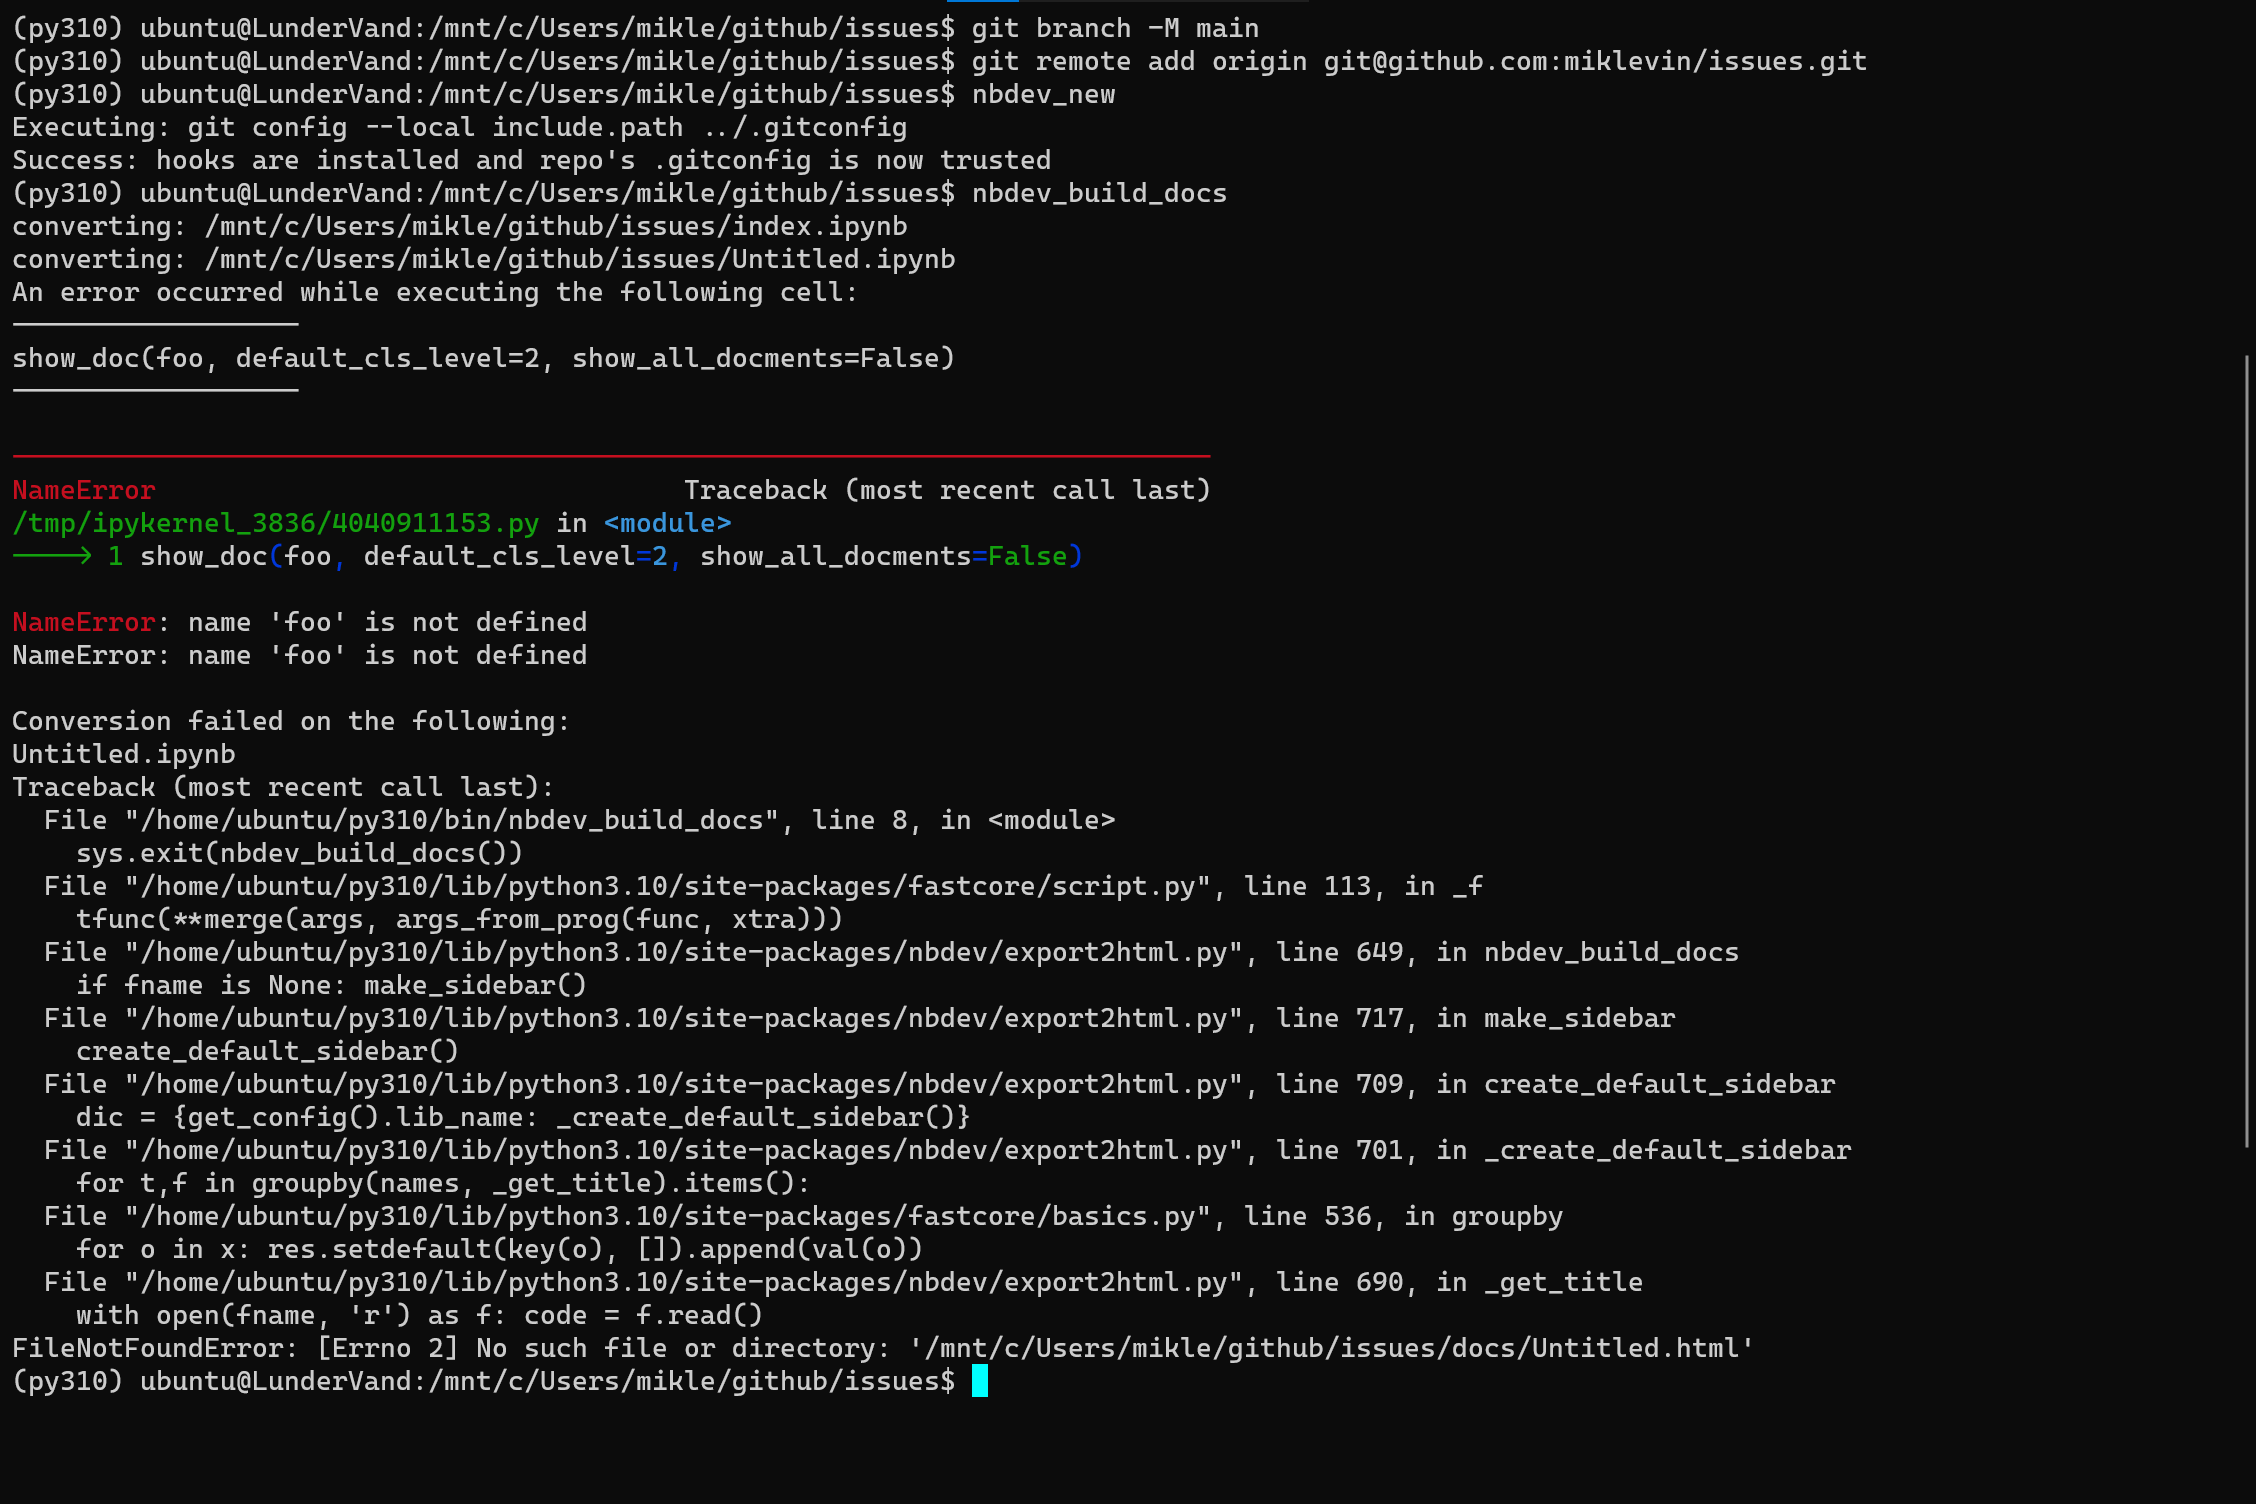 (py310) ubuntu@LunderVand:/mnt/c/Users/mikle/github/issues$ git branch -M main
(py310) ubuntu@LunderVand:/mnt/c/Users/mikle/github/issues$ git remote add origin git@github.com:miklevin/issues.git
(py310) ubuntu@LunderVand:/mnt/c/Users/mikle/github/issues$ nbdev_new
Executing: git config --local include.path ../.gitconfig
Success: hooks are installed and repo's .gitconfig is now trusted
(py310) ubuntu@LunderVand:/mnt/c/Users/mikle/github/issues$ nbdev_build_docs
converting: /mnt/c/Users/mikle/github/issues/index.ipynb
converting: /mnt/c/Users/mikle/github/issues/Untitled.ipynb
An error occurred while executing the following cell:
------------------
show_doc(foo, default_cls_level=2, show_all_docments=False)
------------------
---------------------------------------------------------------------------
NameError                                 Traceback (most recent call last)
/tmp/ipykernel_3836/4040911153.py in <module>
----> 1 show_doc(foo, default_cls_level=2, show_all_docments=False)
NameError: name 'foo' is not defined
NameError: name 'foo' is not defined
Conversion failed on the following:
Untitled.ipynb
Traceback (most recent call last):
  File "/home/ubuntu/py310/bin/nbdev_build_docs", line 8, in <module>
    sys.exit(nbdev_build_docs())
  File "/home/ubuntu/py310/lib/python3.10/site-packages/fastcore/script.py", line 113, in _f
    tfunc(**merge(args, args_from_prog(func, xtra)))
  File "/home/ubuntu/py310/lib/python3.10/site-packages/nbdev/export2html.py", line 649, in nbdev_build_docs
    if fname is None: make_sidebar()
  File "/home/ubuntu/py310/lib/python3.10/site-packages/nbdev/export2html.py", line 717, in make_sidebar
    create_default_sidebar()
  File "/home/ubuntu/py310/lib/python3.10/site-packages/nbdev/export2html.py", line 709, in create_default_sidebar
    dic = {get_config().lib_name: _create_default_sidebar()}
  File "/home/ubuntu/py310/lib/python3.10/site-packages/nbdev/export2html.py", line 701, in _create_default_sidebar
    for t,f in groupby(names, _get_title).items():
  File "/home/ubuntu/py310/lib/python3.10/site-packages/fastcore/basics.py", line 536, in groupby
    for o in x: res.setdefault(key(o), []).append(val(o))
  File "/home/ubuntu/py310/lib/python3.10/site-packages/nbdev/export2html.py", line 690, in _get_title
    with open(fname, 'r') as f: code = f.read()
FileNotFoundError: [Errno 2] No such file or directory: '/mnt/c/Users/mikle/github/issues/docs/Untitled.html'
(py310) ubuntu@LunderVand:/mnt/c/Users/mikle/github/issues$